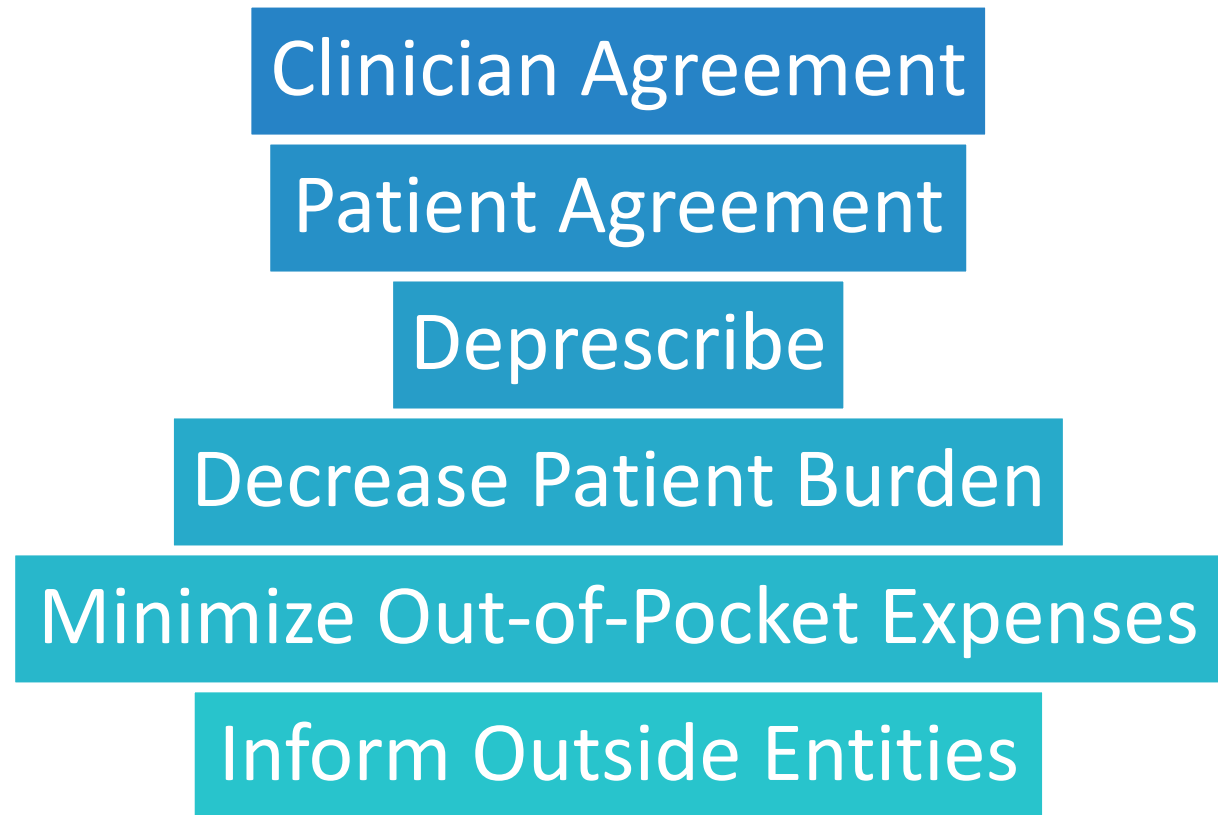 Clinician Agreement
Patient Agreement
Deprescribe
Decrease Patient Burden
Minimize Out-of-Pocket Expenses
Inform Outside Entities